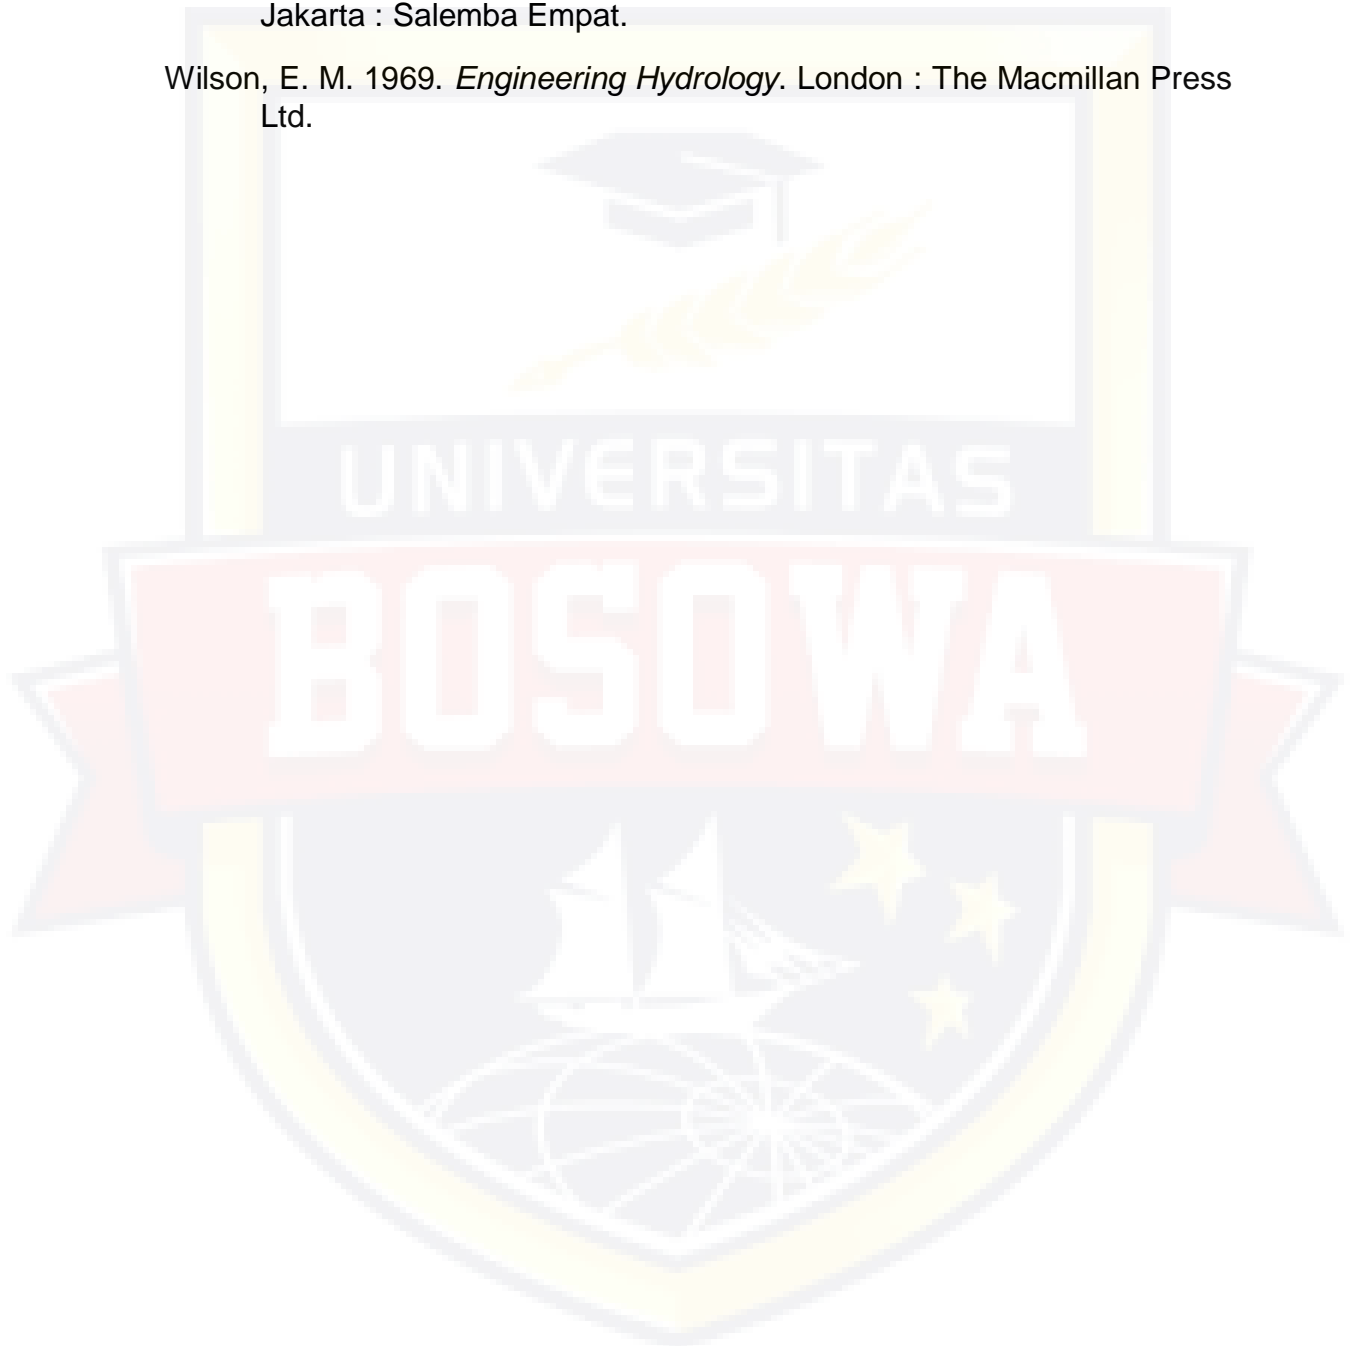 Jakarta : Salemba Empat.
Wilson, E. M. 1969. Engineering Hydrology. London : The Macmillan Press
Ltd.
UNIVERSITAS
BOSOWA